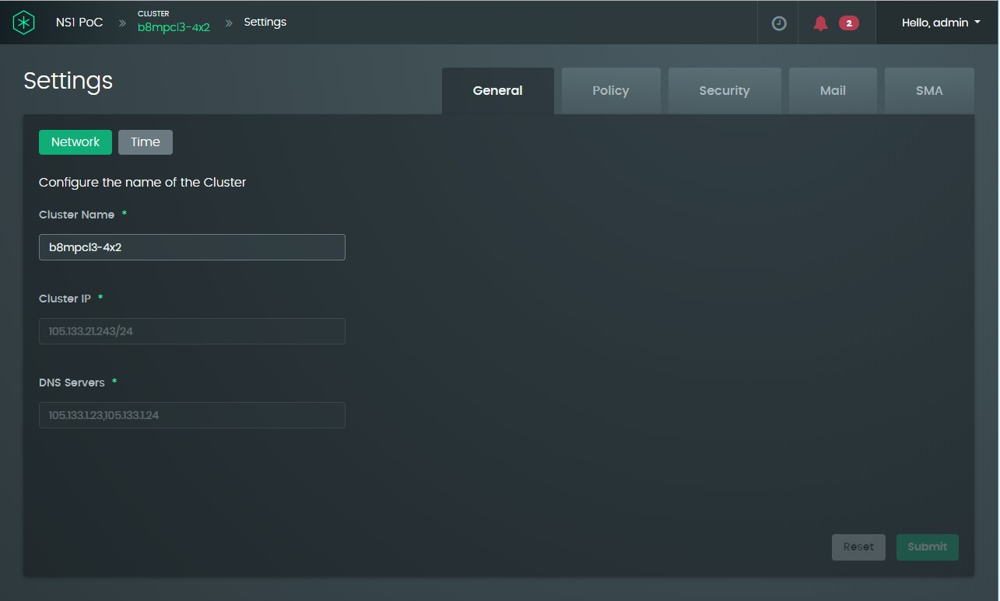 NS1 PoC » CLUSTER b8mpcl3-4x2 » Settings
2
Hello, admin
Settings
General Policy Security Mail SMA
Network Time
Configure the name of the Cluster
Cluster Name *
b8mpcl3-4x2
Cluster IP *
105.133.21.243/24
DNS Servers *
105.133.1.23,105.133.1.24
Reset Submit